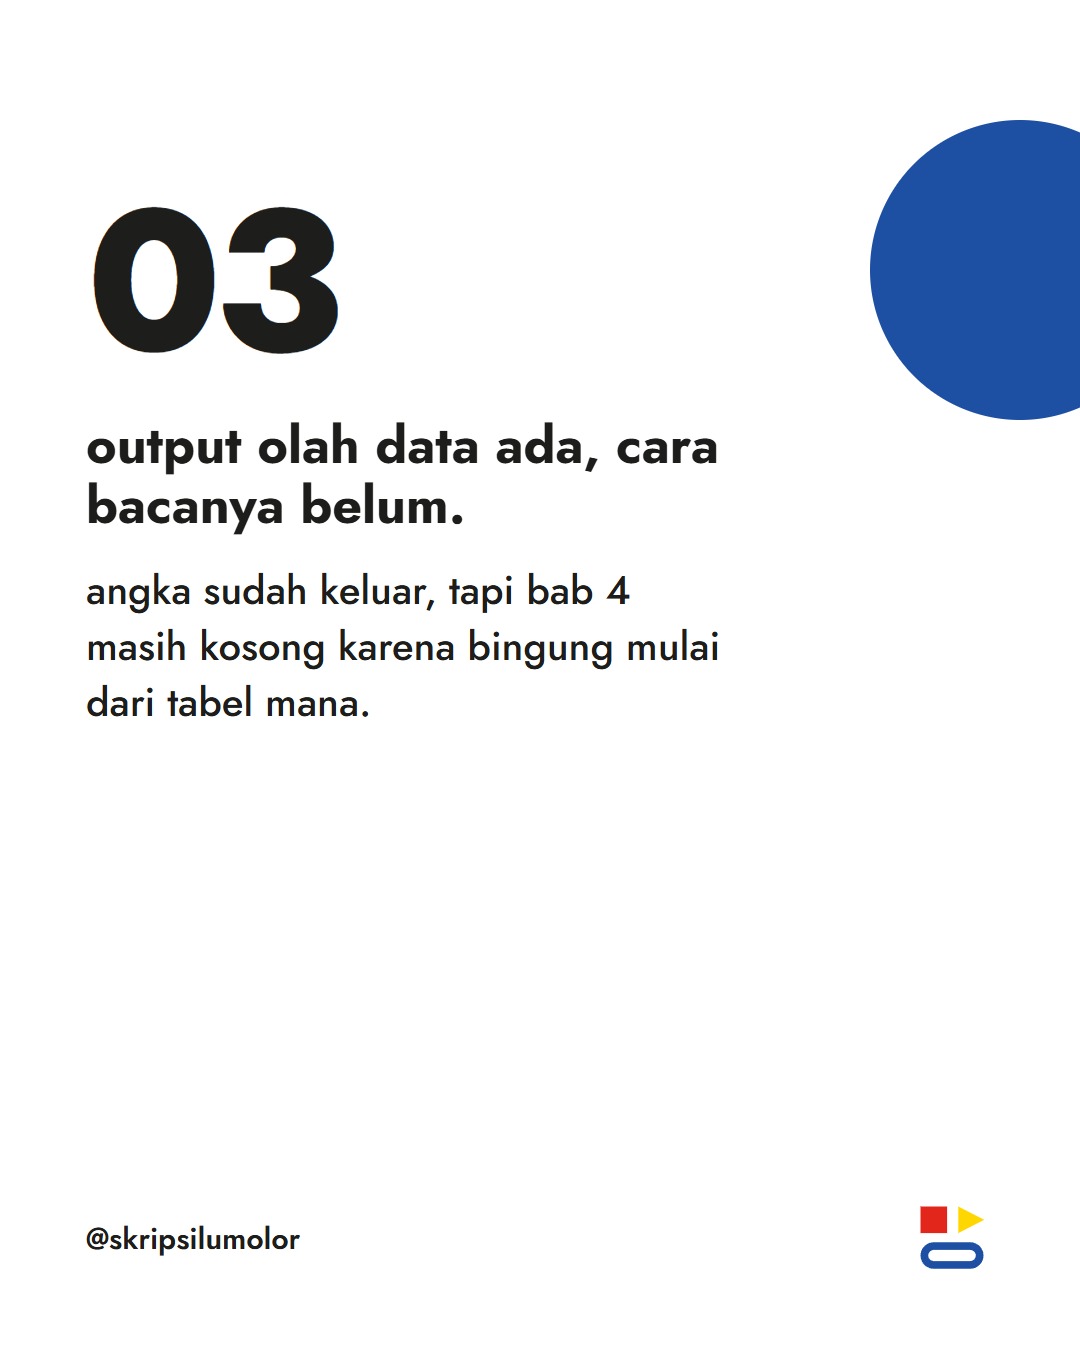 03
output olah data ada, cara
bacanya belum.
angka sudah keluar, tapi bab 4
masih kosong karena bingung mulai
dari tabel mana.
@skripsilumolor